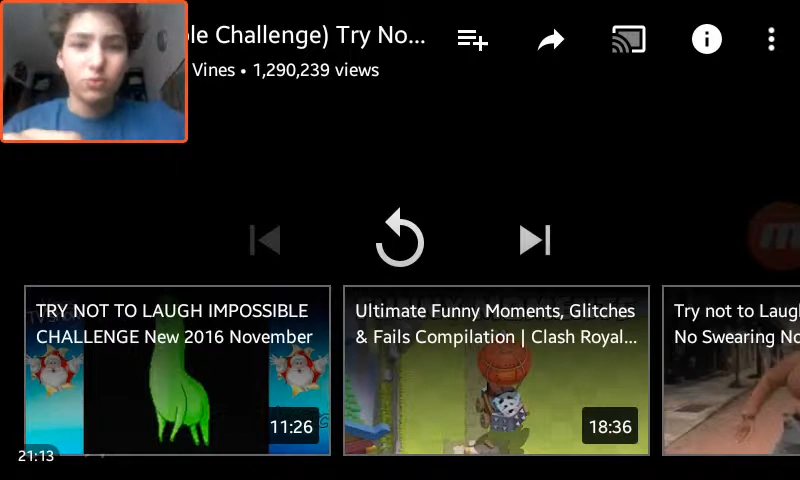 le Challenge) Try No...
Vines • 1,290,239 views
TRY NOT TO LAUGH IMPOSSIBLE
CHALLENGE New 2016 November
11:26
Ultimate Funny Moments, Glitches
& Fails Compilation | Clash Royal...
18:36
Try not to Laugh
No Swearing No
21:13